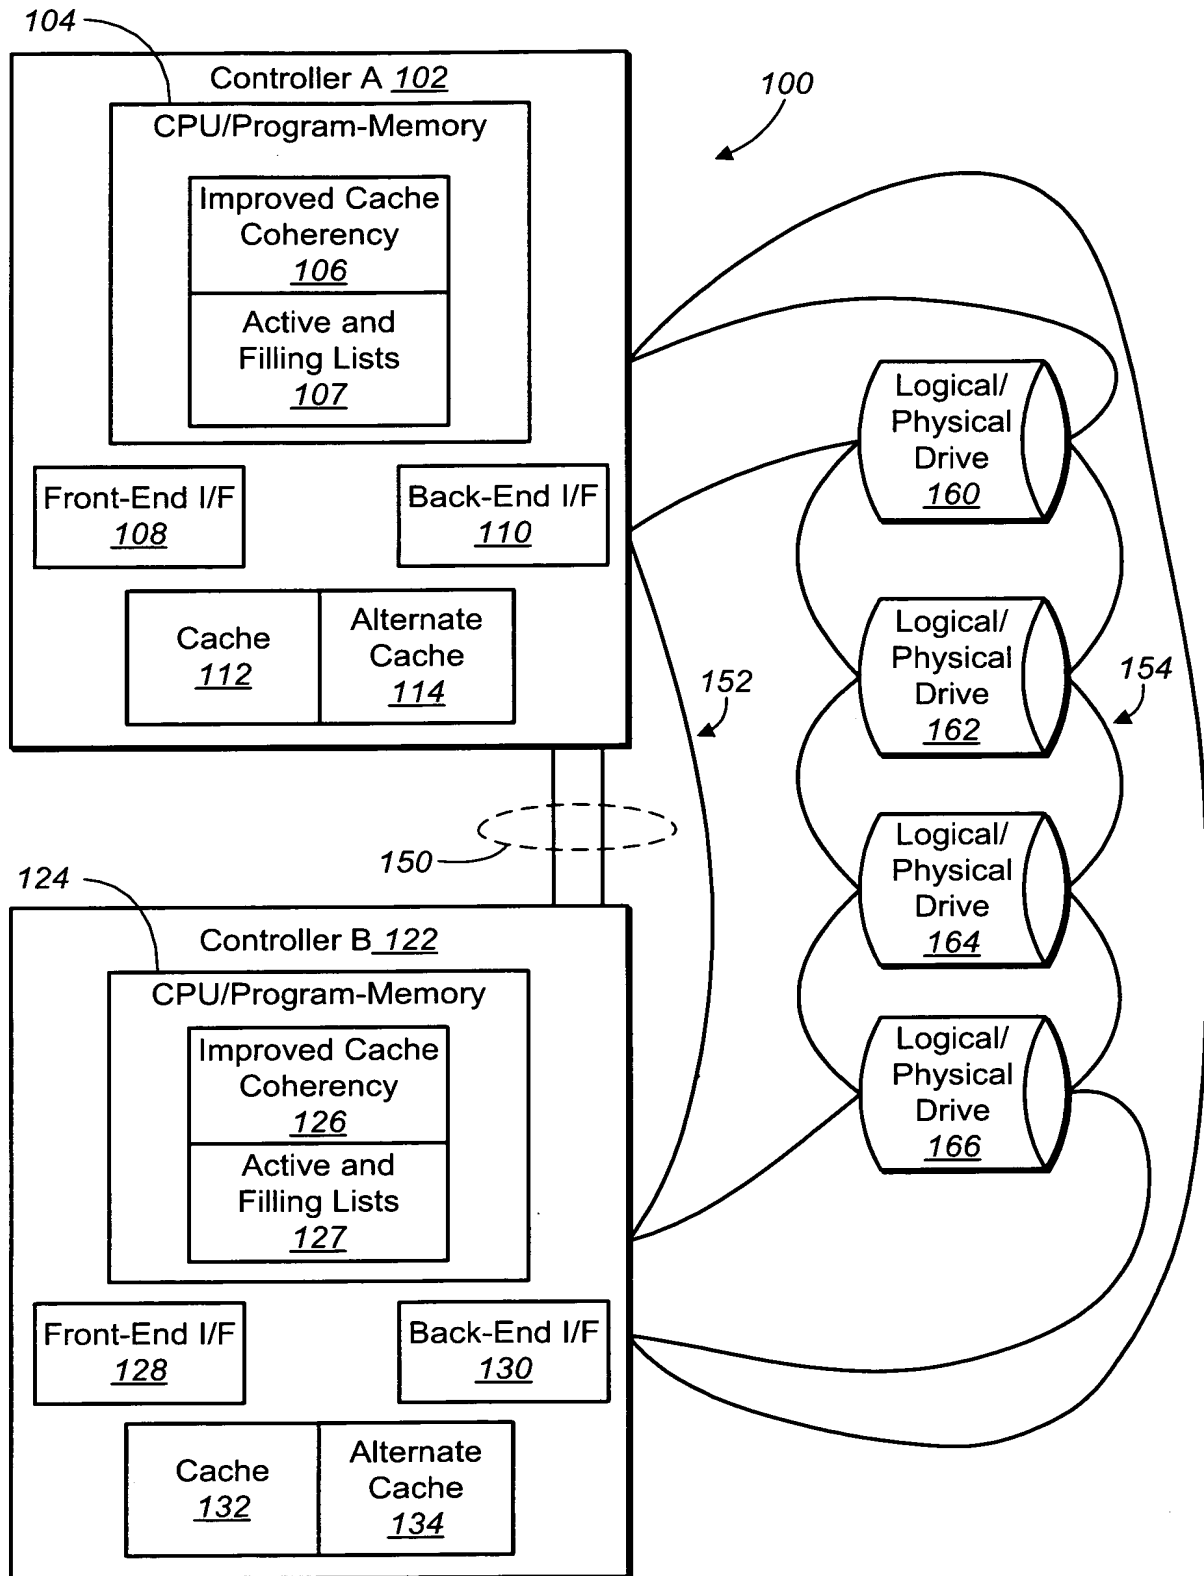 104
Controller A 102
CPU/Program-Memory
Improved Cache
Coherency
106
Active and
Filling Lists
107
Front-End I/F
108
Back-End I/F
110
Cache
112
Alternate
Cache
114
100
Logical/
Physical
Drive
160
Logical/
Physical
Drive
162
152
154
Logical/
Physical
Drive
164
Logical/
Physical
Drive
166
150
124
Controller B 122
CPU/Program-Memory
Improved Cache
Coherency
126
Active and
Filling Lists
127
Front-End I/F
128
Back-End I/F
130
Cache
132
Alternate
Cache
134